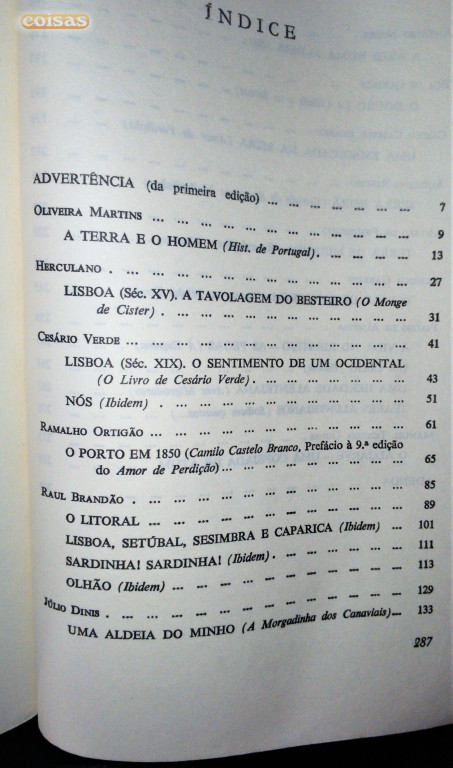 coisas
ÍNDICE
ADVERTÊNCIA (da primeira edição) ... ... ... ... ... ... 7
OLIVEIRA MARTINS ... ... ... ... ... ... ... ... ... ... 9
A TERRA E O HOMEM (Hist. de Portugal). ... ... ... ... 13
HERCULANO . ... ... ... ... ... ... ... ... ... ... ... 27
LISBOA (Séc. XV). A TAVOLAGEM DO BESTEIRO (O Monge
de Cister) . ... ... ... ... ... ... ... ... ... ... 31
CESÁRIO VERDE ... ... ... ... ... ... ... ... ... ... ... 41
LISBOA (Séc. XIX). O SENTIMENTO DE UM OCIDENTAL
(O Livro de Cesário Verde). ... ... ... ... ... ... 43
NÓS (Ibidem) ... ... ... ... ... ... ... ... ... ... 51
RAMALHO ORTIGÃO ... ... ... ... ... ... ... ... ... ... 61
O PORTO EM 1850 (Camilo Castelo Branco, Prefácio à 9.ª edição
do Amor de Perdição)... ... ... ... ... ... ... ... 65
RAUL BRANDÃO . ... ... ... ... ... ... ... ... ... ... 85
O LITORAL ... ... ... ... ... ... ... ... ... ... ... 89
LISBOA, SETÚBAL, SESIMBRA E CAPARICA (Ibidem) ... ... 101
SARDINHA! SARDINHA! (Ibidem). ... ... ... ... ... ... 111
OLHÃO (Ibidem) ... ... ... ... ... ... ... ... ... ... 113
JÚLIO DINIS . ... ... ... ... ... ... ... ... ... ... ... 129
UMA ALDEIA DO MINHO (A Morgadinha dos Canaviais)... ... 133
287